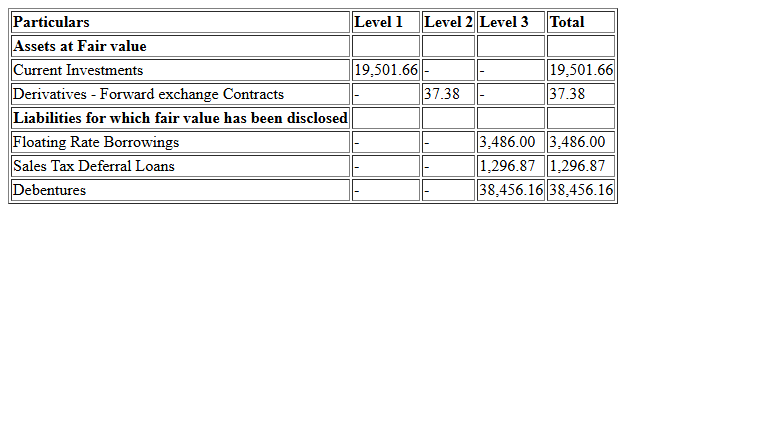 Particulars Level 1 Level 2 Level 3 Total
Assets at Fair value
Current Investments 19,501.66 - - 19,501.66
Derivatives - Forward exchange Contracts - 37.38 - 37.38
Liabilities for which fair value has been disclosed
Floating Rate Borrowings - - 3,486.00 3,486.00
Sales Tax Deferral Loans - - 1,296.87 1,296.87
Debentures - - 38,456.16 38,456.16